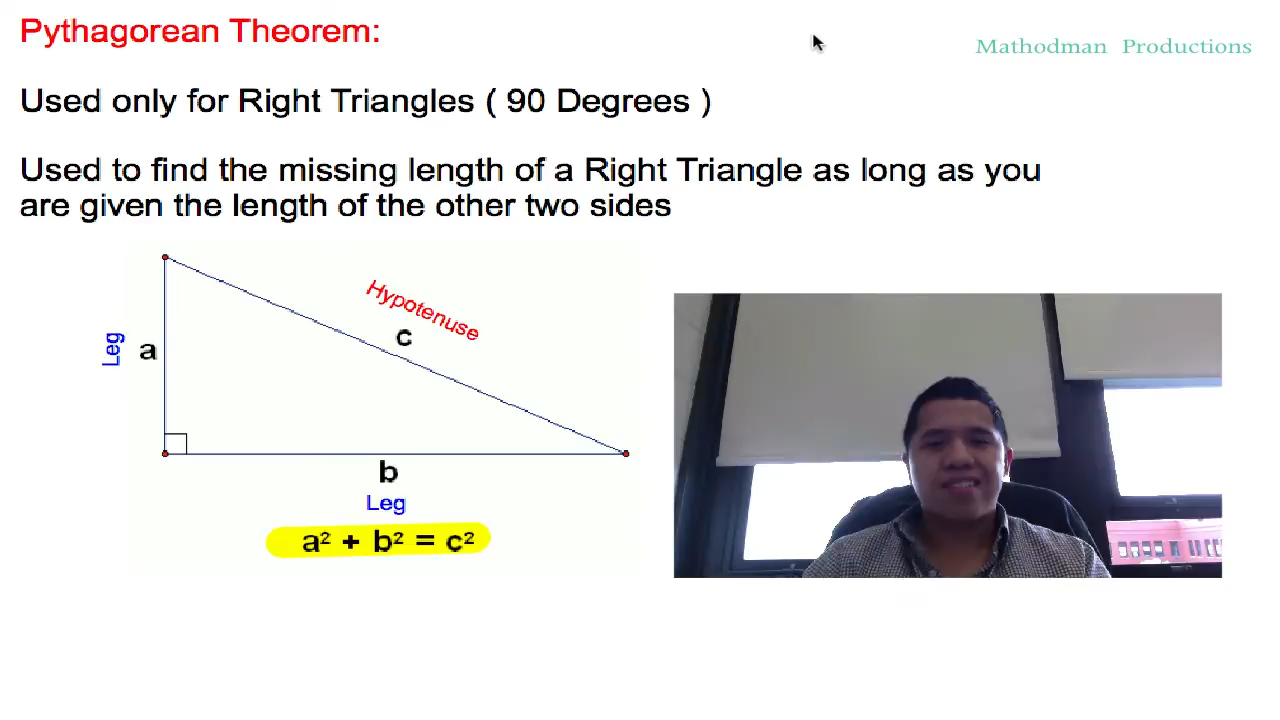 Pythagorean Theorem:
Mathodman Productions
Used only for Right Triangles ( 90 Degrees )
Used to find the missing length of a Right Triangle as long as you
are given the length of the other two sides
Hypotenuse
c
Leg
a
b
Leg
a² + b² = c²